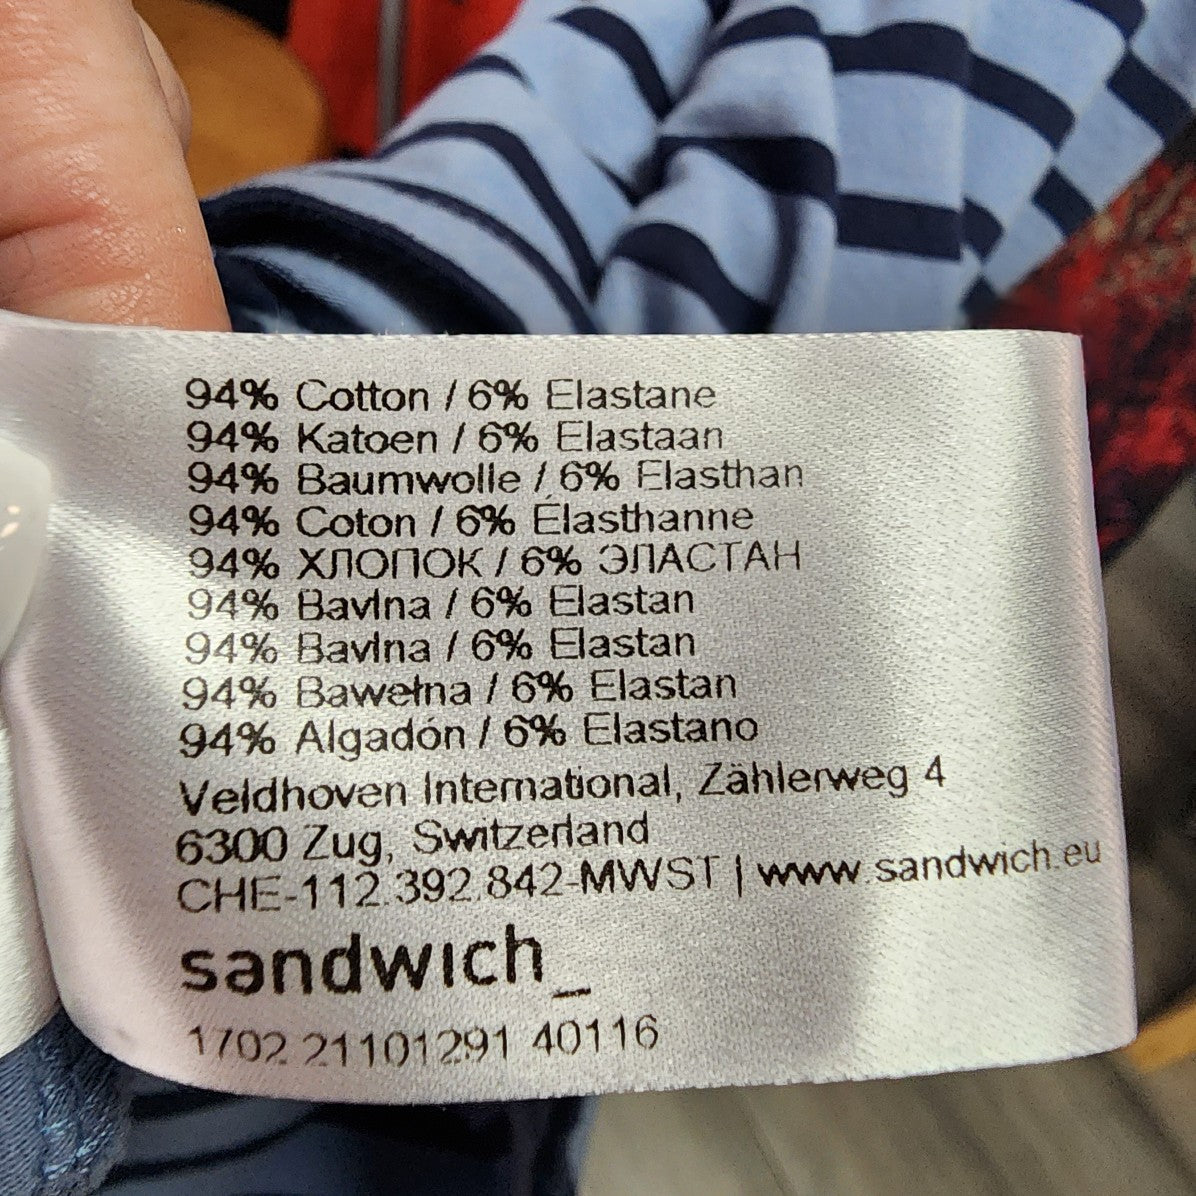 94% Cotton / 6% Elastane
94% Katoen / 6% Elastaan
94% Baumwolle / 6% Elasthan
94% Coton / 6% Élasthanne
94% ХЛОПОК / 6% ЭЛАСТАН
94% Bavlna / 6% Elastan
94% Bavlna / 6% Elastan
94% Bawełna / 6% Elastan
94% Algadón / 6% Elastano
Veldhoven International, Zählerweg 4
6300 Zug, Switzerland
CHE-112.392.842-MWST | www.sandwich.eu
sandwich_
1702 21101291 40116